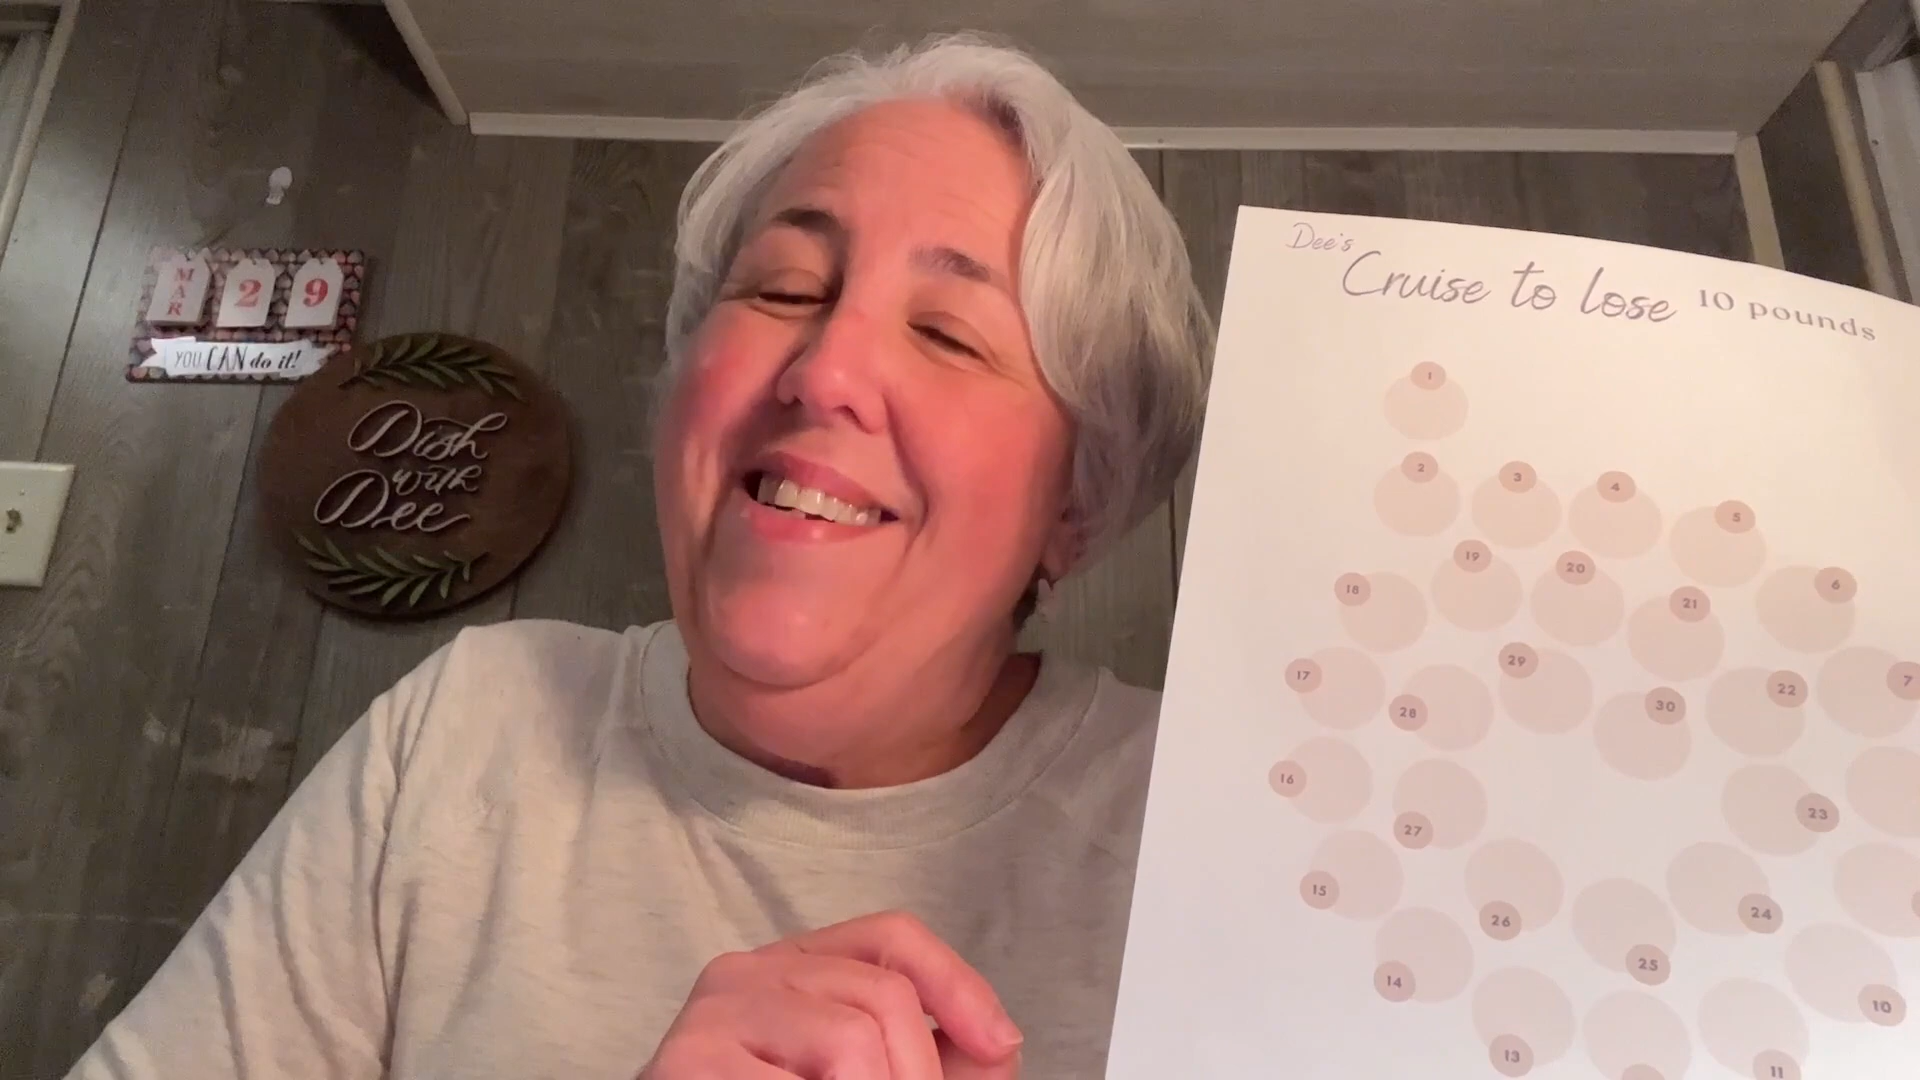 MAR 29
YOU CAN do it!
Dish
with
Dee
Dee's
Cruise to lose 10 pounds
1
2 3 4 5
6
18 19 20 21
17 28 29 30 22 7
16 27 23
15 26 25 24
14 10
13 11